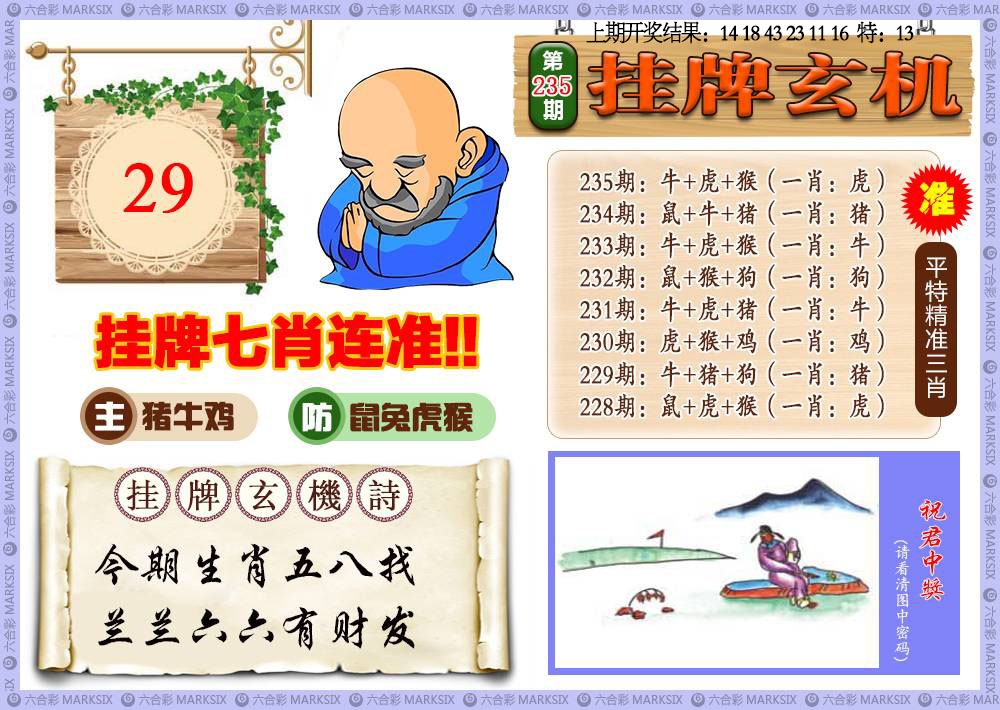 六合彩 MARKSIX
上期开奖结果：14 18 43 23 11 16 特：13
第
235
期
挂牌玄机
29
挂牌七肖连准!!
主 猪牛鸡
防 鼠兔虎猴
挂牌玄機詩
今期生肖五八找
兰兰六六有财发
235期：牛+虎+猴（一肖：虎）
234期：鼠+牛+猪（一肖：猪）
233期：牛+虎+猴（一肖：牛）
232期：鼠+猴+狗（一肖：狗）
231期：牛+虎+猪（一肖：牛）
230期：虎+猴+鸡（一肖：鸡）
229期：牛+猪+狗（一肖：猪）
228期：鼠+虎+猴（一肖：虎）
准
平特精准三肖
祝君中獎
（请看清图中密码）